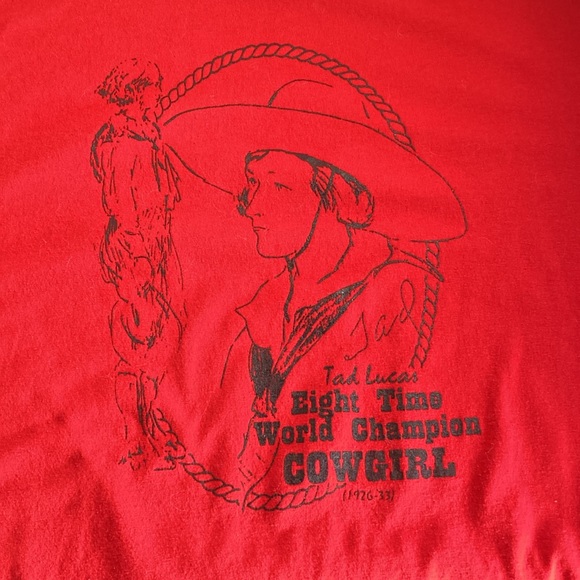 Tad
Tad Lucas
Eight Time
World Champion
COWGIRL
(1926-33)